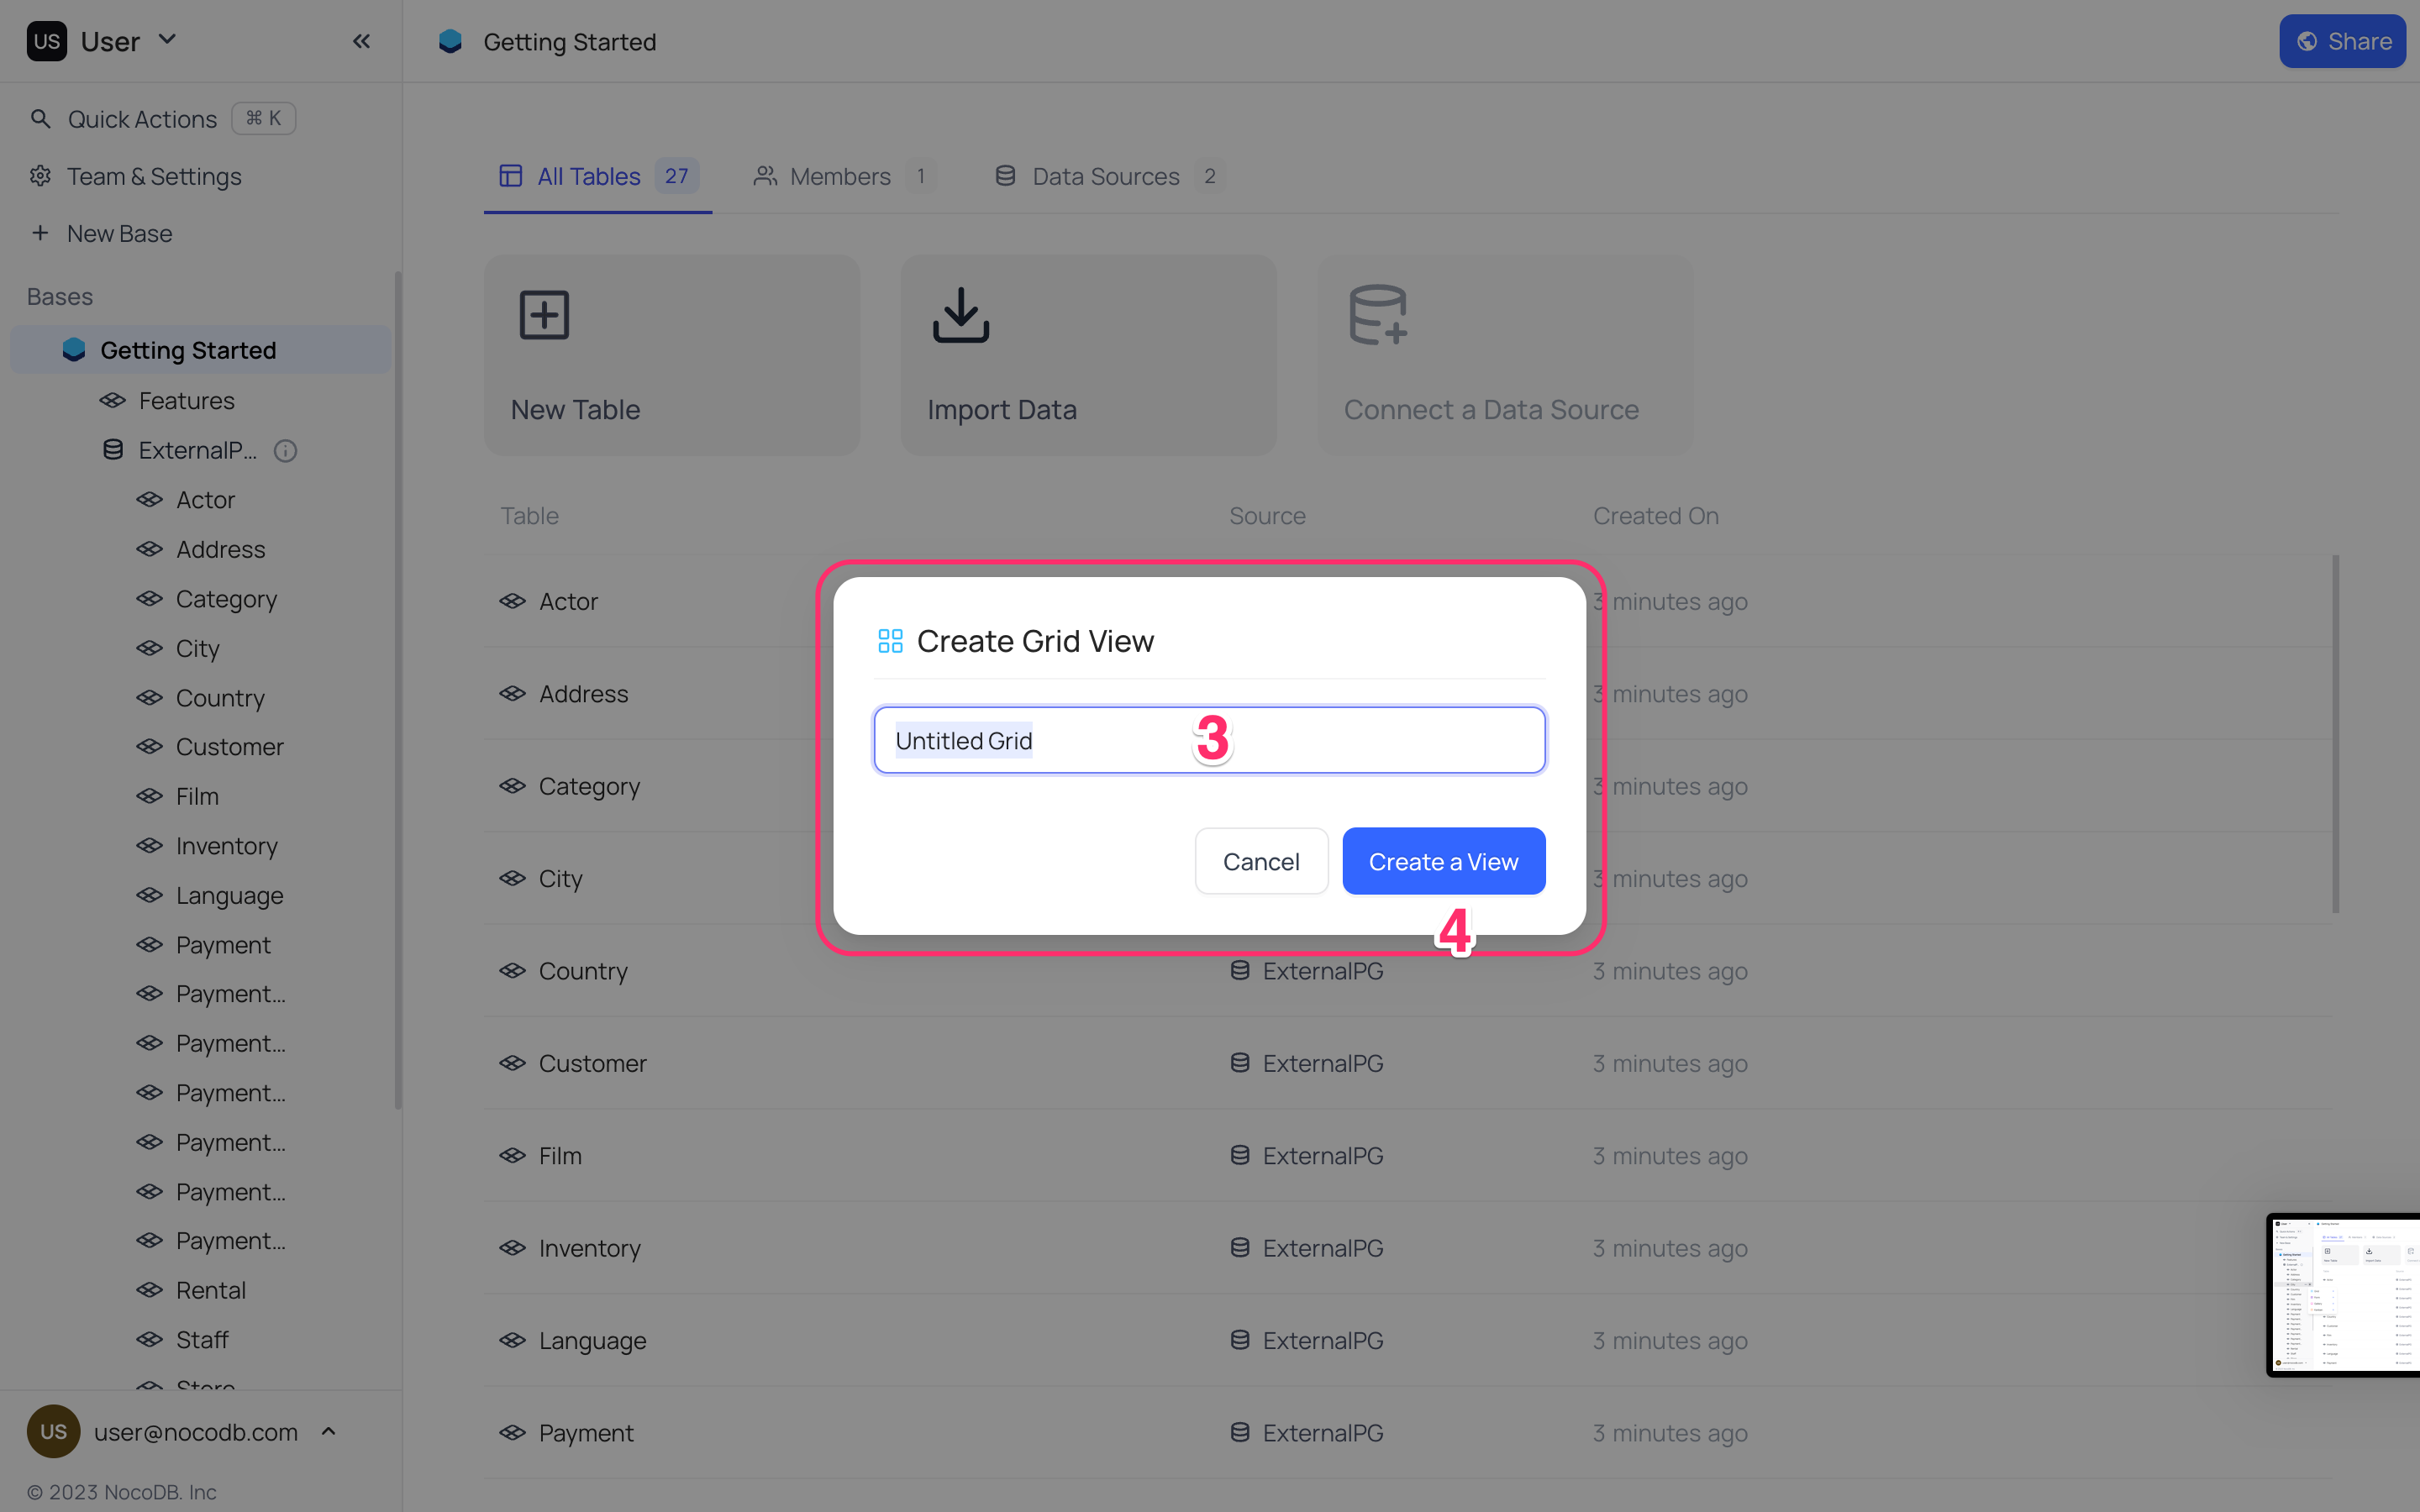 US User
Getting Started
Share
Quick Actions ⌘ K
Team & Settings
New Base
Bases
Getting Started
Features
ExternalP...
Actor
Address
Category
City
Country
Customer
Film
Inventory
Language
Payment
Payment...
Payment...
Payment...
Payment...
Payment...
Payment...
Rental
Staff
Store
US user@nocodb.com
© 2023 NocoDB. Inc
All Tables 27 Members 1 Data Sources 2
New Table Import Data Connect a Data Source
Table Source Created On
Actor 3 minutes ago
Address 3 minutes ago
Category 3 minutes ago
City 3 minutes ago
Country ExternalPG 3 minutes ago
Customer ExternalPG 3 minutes ago
Film ExternalPG 3 minutes ago
Inventory ExternalPG 3 minutes ago
Language ExternalPG 3 minutes ago
Payment ExternalPG 3 minutes ago
Create Grid View
Untitled Grid 3
Cancel Create a View
4